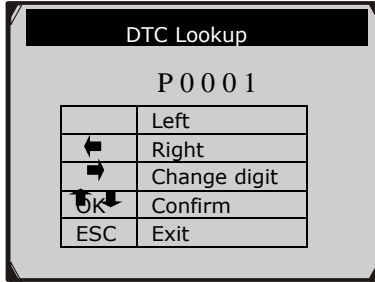 DTC Lookup
P0001
Left
Right
Change digit
OK Confirm
ESC Exit